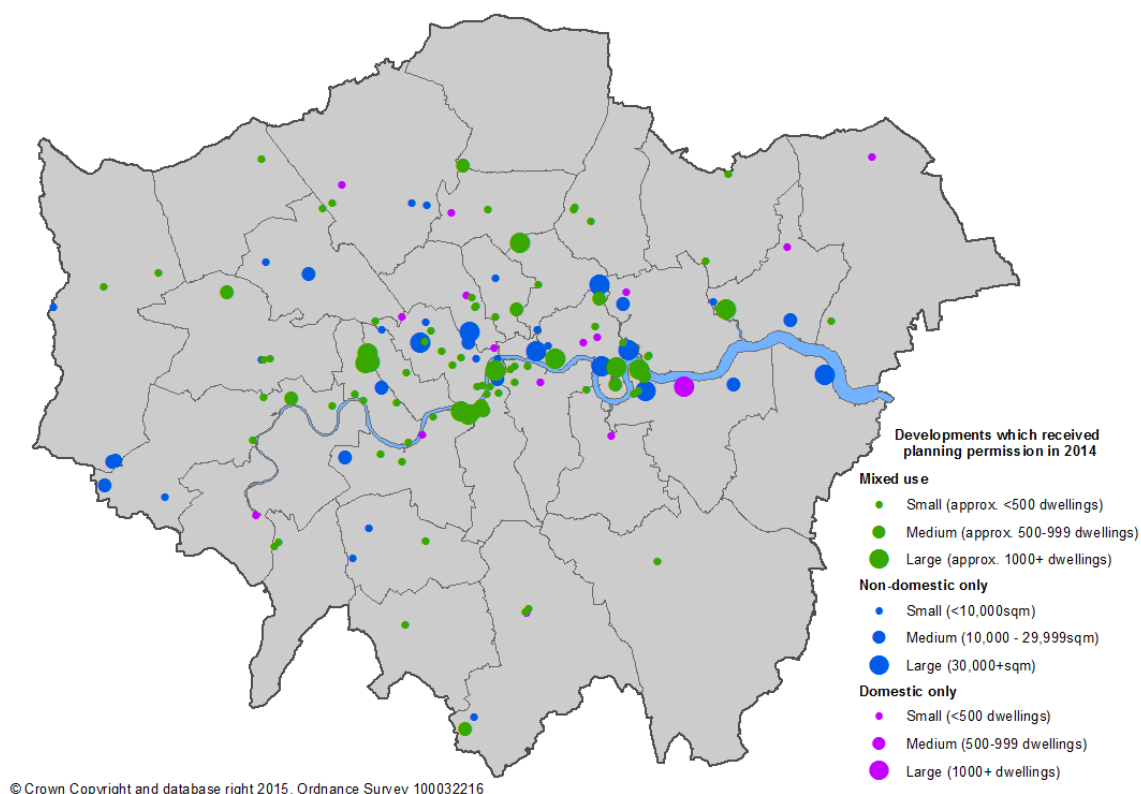 Developments which received
planning permission in 2014
Mixed use
Small (approx. <500 dwellings)
Medium (approx. 500-999 dwellings)
Large (approx. 1000+ dwellings)
Non-domestic only
Small (<10,000sqm)
Medium (10,000 - 29,999sqm)
Large (30,000+sqm)
Domestic only
Small (<500 dwellings)
Medium (500-999 dwellings)
Large (1000+ dwellings)
© Crown Copyright and database right 2015. Ordnance Survey 100032216